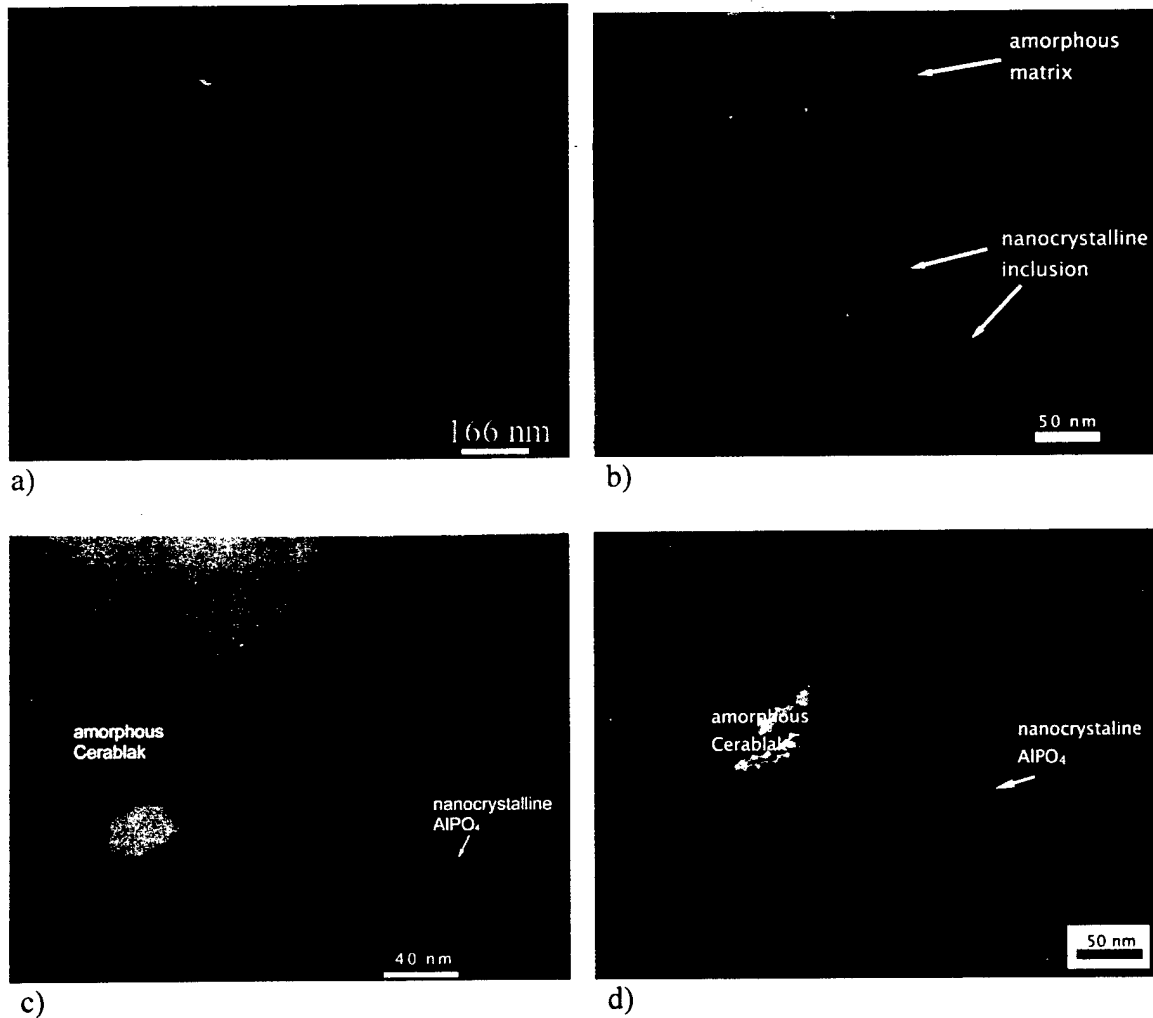 166 nm
a)
amorphous
matrix
nanocrystalline
inclusion
50 nm
b)
amorphous
Cerablak
nanocrystalline
AlPO₄
40 nm
c)
amorphous
Cerablak
nanocrystaline
AlPO₄
50 nm
d)